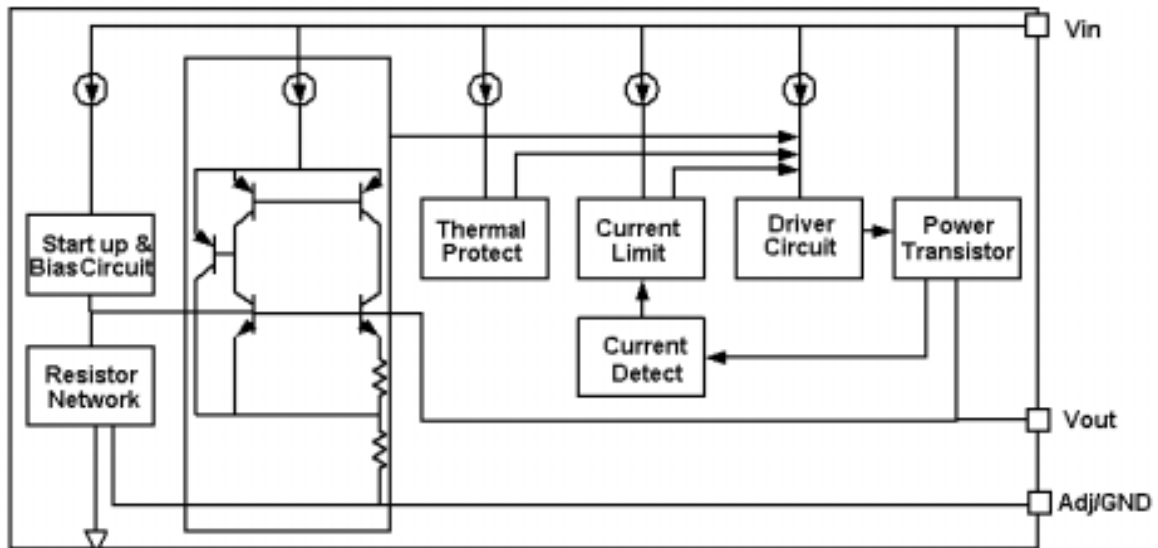 Vin
Start up &
Bias Circuit
Thermal
Protect
Current
Limit
Driver
Circuit
Power
Transistor
Resistor
Network
Current
Detect
Vout
Adj/GND